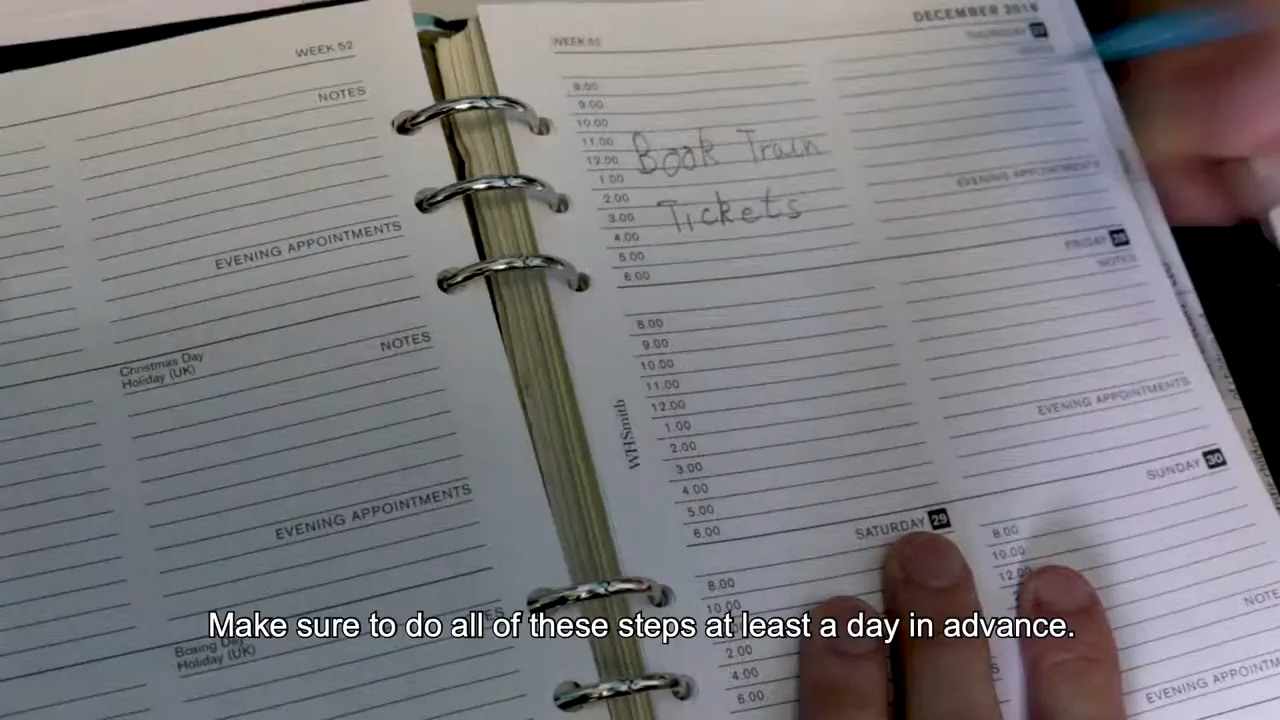 WEEK 52
NOTES
EVENING APPOINTMENTS
Christmas Day
Holiday (UK)
NOTES
EVENING APPOINTMENTS
Boxing Day
Holiday (UK)
DECEMBER 2018
WEEK
8.00
9.00
10.00
11.00
12.00
1.00
2.00
3.00
4.00
5.00
6.00
Book Train
Tickets
EVENING APPOINTMENTS
FRIDAY 28
NOTES
8.00
9.00
10.00
11.00
12.00
1.00
2.00
3.00
4.00
5.00
6.00
WHSmith
EVENING APPOINTMENTS
SATURDAY 29
8.00
10.00
2.00
4.00
6.00
SUNDAY 30
8.00
10.00
12.00
NOTE
EVENING APPOINTM
Make sure to do all of these steps at least a day in advance.